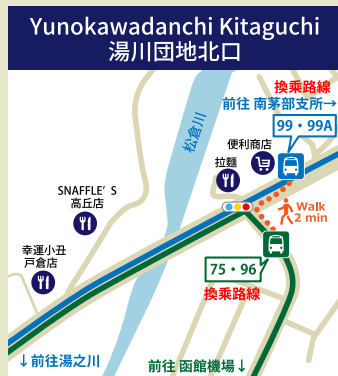 Yunokawadanchi Kitaguchi
湯川団地北口
換乘路線
前往 南茅部支所→
99・99A
松倉川
便利商店
拉麵
SNAFFLE'S
高丘店
Walk
2 min
幸運小丑
戸倉店
75・96
換乘路線
↓前往湯之川
前往 函館機場↓